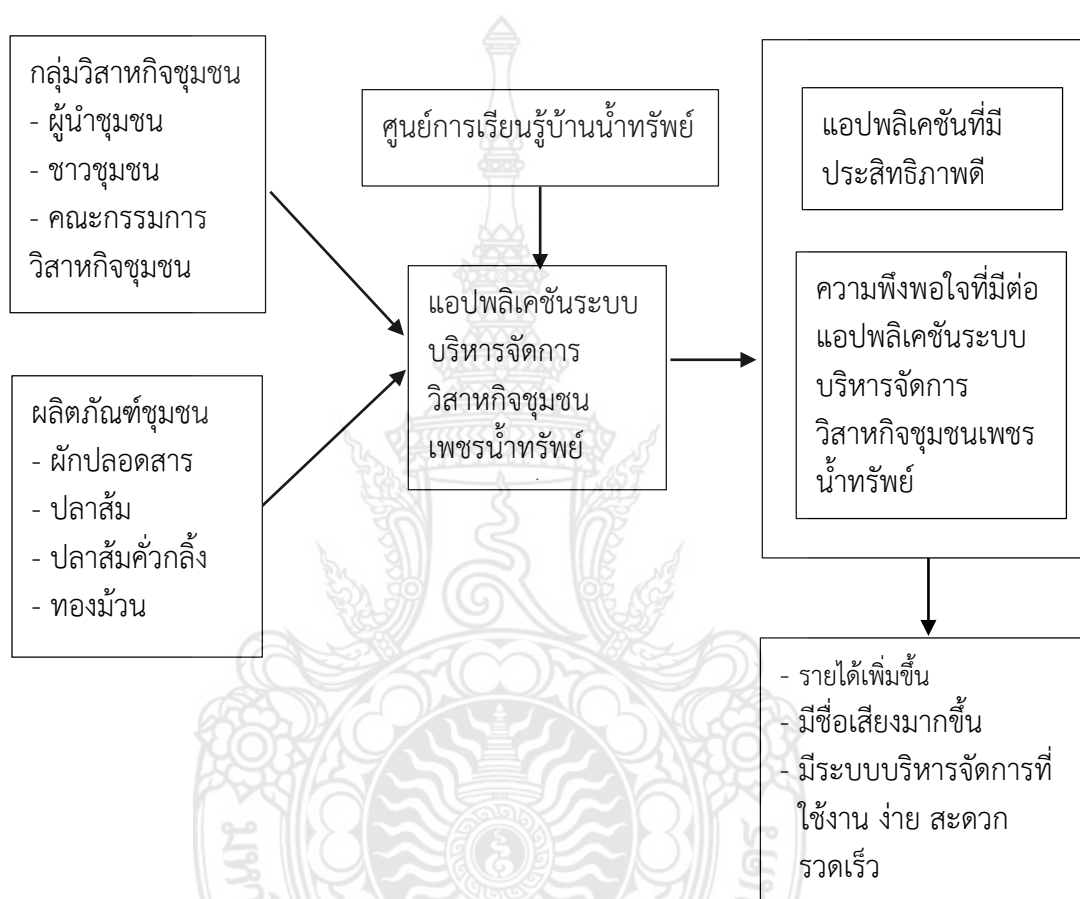 กลุ่มวิสาหกิจชุมชน
- ผู้นำชุมชน
- ชาวชุมชน
- คณะกรรมการ
วิสาหกิจชุมชน
ศูนย์การเรียนรู้บ้านน้ำทรัพย์
แอปพลิเคชันที่มี
ประสิทธิภาพดี
แอปพลิเคชันระบบ
บริหารจัดการ
วิสาหกิจชุมชน
เพชรน้ำทรัพย์
ความพึงพอใจที่มีต่อ
แอปพลิเคชันระบบ
บริหารจัดการ
วิสาหกิจชุมชนเพชร
น้ำทรัพย์
ผลิตภัณฑ์ชุมชน
- ผักปลอดสาร
- ปลาส้ม
- ปลาส้มคั่วกลิ้ง
- ทองม้วน
- รายได้เพิ่มขึ้น
- มีชื่อเสียงมากขึ้น
- มีระบบบริหารจัดการที่
ใช้งาน ง่าย สะดวก
รวดเร็ว